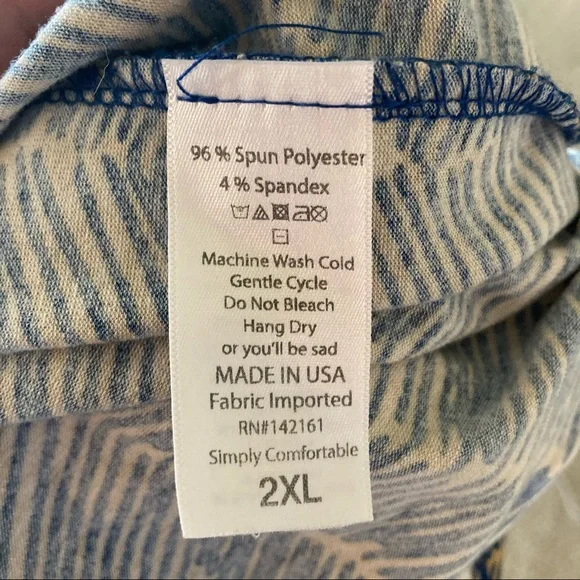 96 % Spun Polyester
4 % Spandex
Machine Wash Cold
Gentle Cycle
Do Not Bleach
Hang Dry
or you'll be sad
MADE IN USA
Fabric Imported
RN#142161
Simply Comfortable
2XL